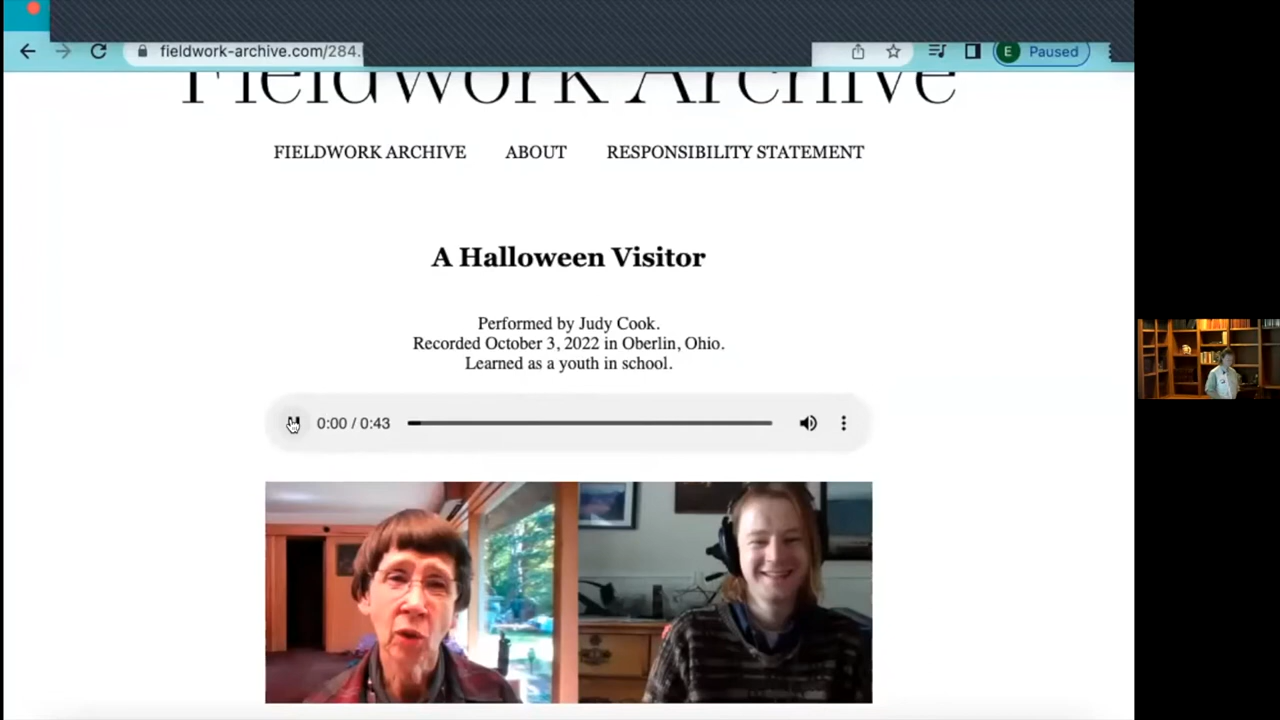 fieldwork-archive.com/284.
E Paused
Fieldwork Archive
FIELDWORK ARCHIVE ABOUT RESPONSIBILITY STATEMENT
A Halloween Visitor
Performed by Judy Cook.
Recorded October 3, 2022 in Oberlin, Ohio.
Learned as a youth in school.
0:00 / 0:43